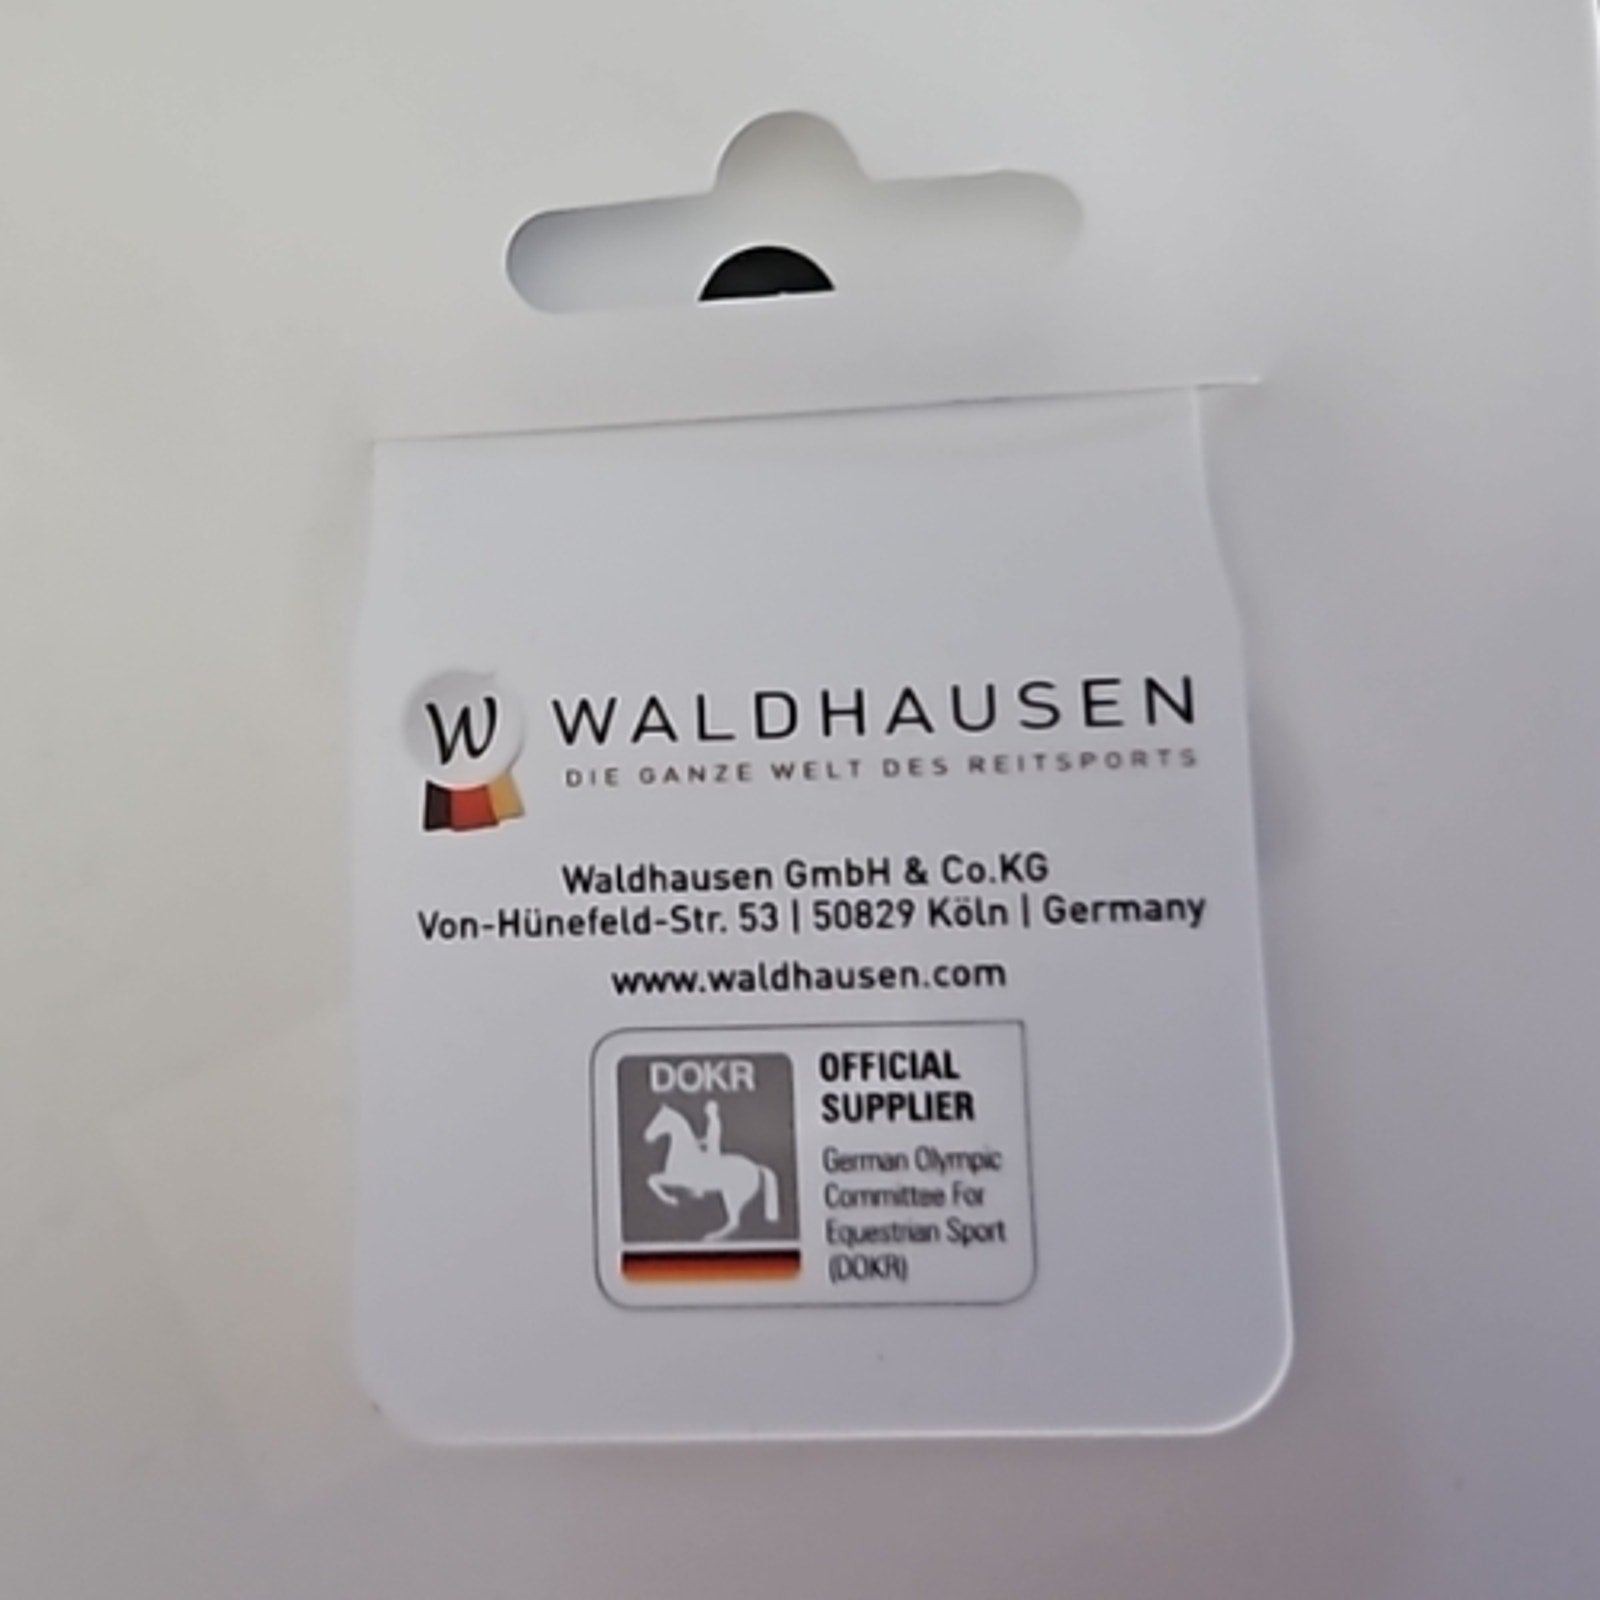 W WALDHAUSEN
DIE GANZE WELT DES REITSPORTS
Waldhausen GmbH & Co.KG
Von-Hünefeld-Str. 53 | 50829 Köln | Germany
www.waldhausen.com
DOKR
OFFICIAL
SUPPLIER
German Olympic
Committee For
Equestrian Sport
(DOKR)